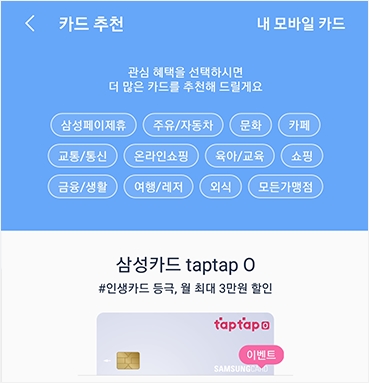 카드 추천 내 모바일 카드
관심 혜택을 선택하시면
더 많은 카드를 추천해 드릴게요
삼성페이제휴 주유/자동차 문화 카페
교통/통신 온라인쇼핑 육아/교육 쇼핑
금융/생활 여행/레저 외식 모든가맹점
삼성카드 taptap O
#인생카드 등극, 월 최대 3만원 할인
taptap O
이벤트
SAMSUNG CARD